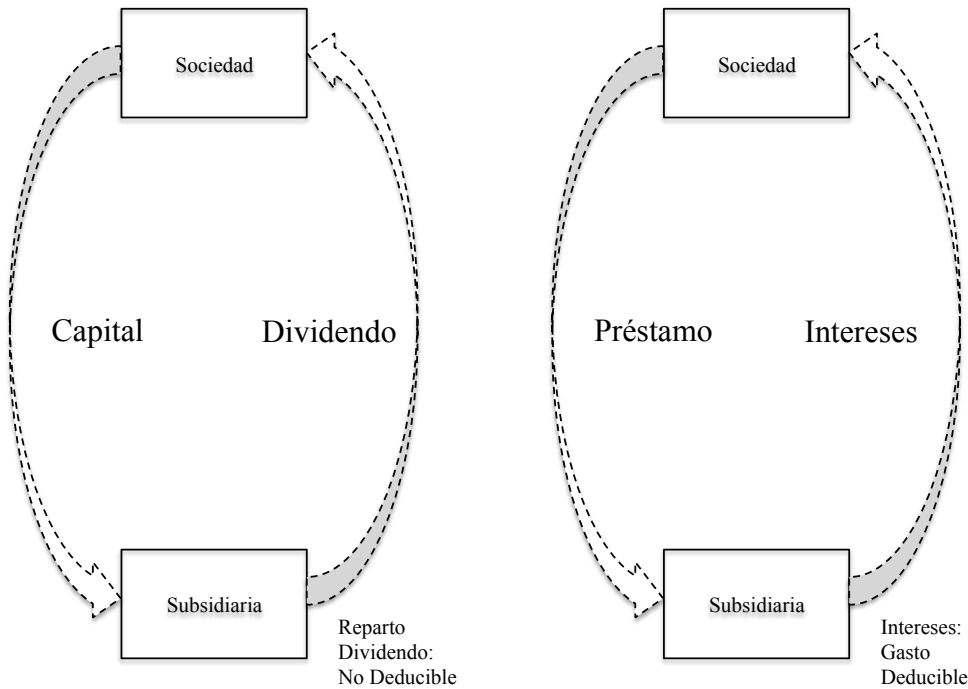 Sociedad
Capital
Dividendo
Subsidiaria
Reparto
Dividendo:
No Deducible
Sociedad
Préstamo
Intereses
Subsidiaria
Intereses:
Gasto
Deducible